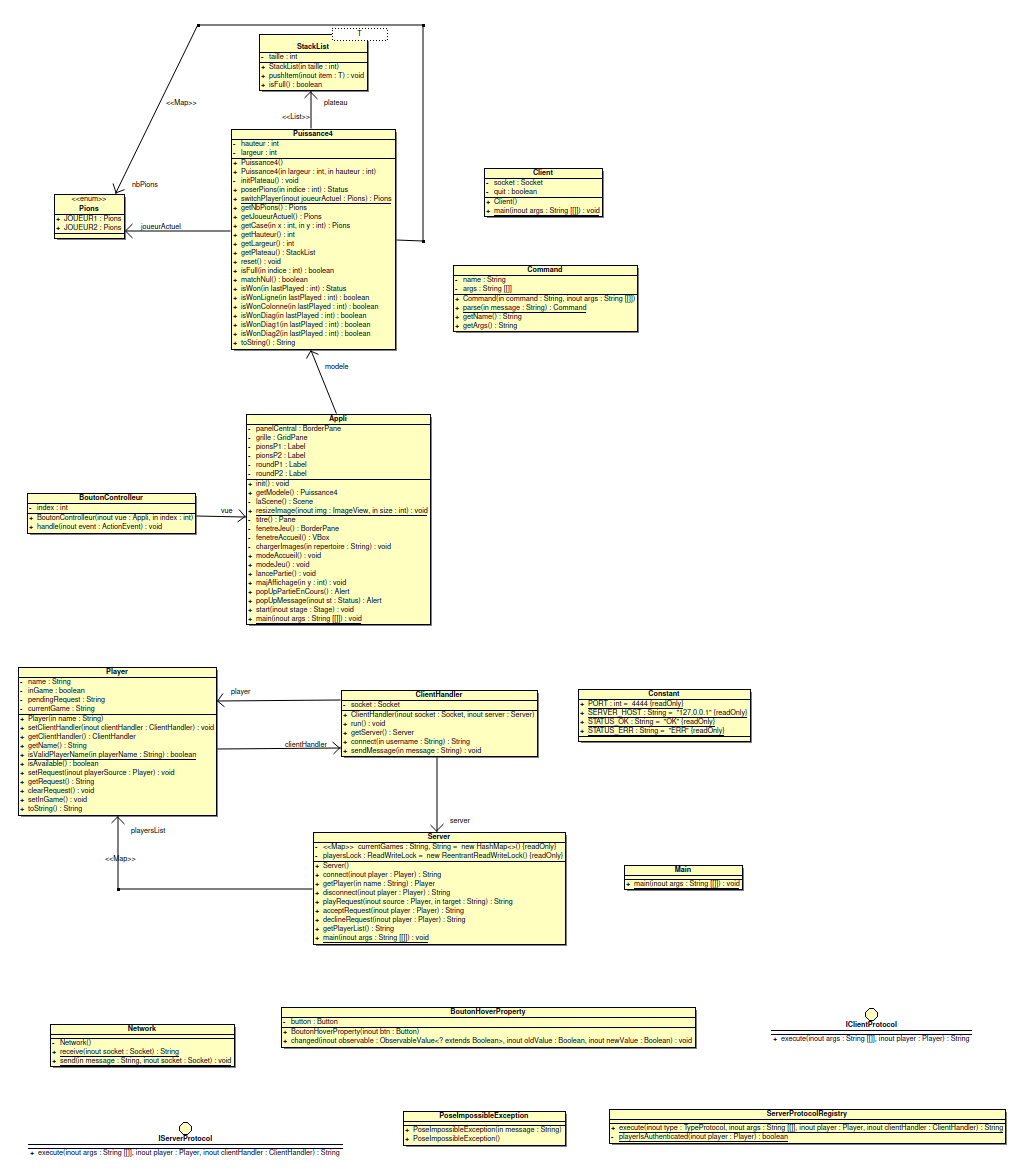 T
StackList
- taille : int
+ StackList(in taille : int)
+ pushItem(inout item : T) : void
+ isFull() : boolean
<<Map>>
plateau
<<List>>
Puissance4
- hauteur : int
- largeur : int
+ Puissance4()
+ Puissance4(in largeur : int, in hauteur : int)
- initPlateau() : void
+ poserPions(in indice : int) : Status
+ switchPlayer(inout joueurActuel : Pions) : Pions
+ getNbPions() : Pions
+ getJoueurActuel() : Pions
+ getCase(in x : int, in y : int) : Pions
+ getHauteur() : int
+ getLargeur() : int
+ getPlateau() : StackList
+ reset() : void
+ isFull(in indice : int) : boolean
+ matchNul() : boolean
+ isWon(in lastPlayed : int) : Status
+ isWonLigne(in lastPlayed : int) : boolean
+ isWonColonne(in lastPlayed : int) : boolean
+ isWonDiag(in lastPlayed : int) : boolean
+ isWonDiag1(in lastPlayed : int) : boolean
+ isWonDiag2(in lastPlayed : int) : boolean
+ toString() : String
nbPions
<<enum>>
Pions
+ JOUEUR1 : Pions
+ JOUEUR2 : Pions
joueurActuel
Client
- socket : Socket
- quit : boolean
+ Client()
+ main(inout args : String [[]]) : void
Command
- name : String
- args : String [[]]
+ Command(in command : String, inout args : String [[]])
+ parse(in message : String) : Command
+ getName() : String
+ getArgs() : String
modele
Appli
- panelCentral : BorderPane
- grille : GridPane
- pionsP1 : Label
- pionsP2 : Label
- roundP1 : Label
- roundP2 : Label
+ init() : void
+ getModele() : Puissance4
- laScene() : Scene
+ resizeImage(inout img : ImageView, in size : int) : void
- titre() : Pane
- fenetreJeu() : BorderPane
- fenetreAccueil() : VBox
- chargerImages(in repertoire : String) : void
+ modeAccueil() : void
+ modeJeu() : void
+ lancePartie() : void
+ majAffichage(in y : int) : void
+ popUpPartieEnCours() : Alert
+ popUpMessage(inout st : Status) : Alert
+ start(inout stage : Stage) : void
+ main(inout args : String [[]]) : void
BoutonControlleur
- index : int
+ BoutonControlleur(inout vue : Appli, in index : int)
+ handle(inout event : ActionEvent) : void
vue
Player
- name : String
- inGame : boolean
- pendingRequest : String
- currentGame : String
+ Player(in name : String)
+ setClientHandler(inout clientHandler : ClientHandler) : void
+ getClientHandler() : ClientHandler
+ getName() : String
+ isValidPlayerName(in playerName : String) : boolean
+ isAvailable() : boolean
+ setRequest(inout playerSource : Player) : void
+ getRequest() : String
+ clearRequest() : void
+ setInGame() : void
+ toString() : String
player
clientHandler
ClientHandler
- socket : Socket
+ ClientHandler(inout socket : Socket, inout server : Server)
+ run() : void
+ getServer() : Server
+ connect(in username : String) : String
+ sendMessage(in message : String) : void
Constant
+ PORT : int = 4444 {readOnly}
+ SERVER_HOST : String = "127.0.0.1" {readOnly}
+ STATUS_OK : String = "OK" {readOnly}
+ STATUS_ERR : String = "ERR" {readOnly}
server
playersList
<<Map>>
Server
- <<Map>> currentGames : String, String = new HashMap<>() {readOnly}
- playersLock : ReadWriteLock = new ReentrantReadWriteLock() {readOnly}
+ Server()
+ connect(inout player : Player) : String
+ getPlayer(in name : String) : Player
+ disconnect(inout player : Player) : String
+ playRequest(inout source : Player, in target : String) : String
+ acceptRequest(inout player : Player) : String
+ declineRequest(inout player : Player) : String
+ getPlayerList() : String
+ main(inout args : String [[]]) : void
Main
+ main(inout args : String [[]]) : void
Network
- Network()
+ receive(inout socket : Socket) : String
+ send(in message : String, inout socket : Socket) : void
BoutonHoverProperty
- button : Button
+ BoutonHoverProperty(inout btn : Button)
+ changed(inout observable : ObservableValue<? extends Boolean>, inout oldValue : Boolean, inout newValue : Boolean) : void
IClientProtocol
+ execute(inout args : String [[]], inout player : Player) : String
IServerProtocol
+ execute(inout args : String [[]], inout player : Player, inout clientHandler : ClientHandler) : String
PoseImpossibleException
+ PoseImpossibleException(in message : String)
+ PoseImpossibleException()
ServerProtocolRegistry
+ execute(inout type : TypeProtocol, inout args : String [[]], inout player : Player, inout clientHandler : ClientHandler) : String
- playerIsAuthenticated(inout player : Player) : boolean